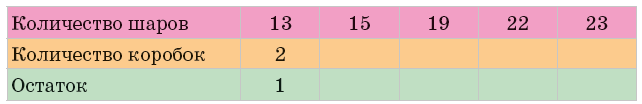 Количество шаров 13 15 19 22 23
Количество коробок 2
Остаток 1